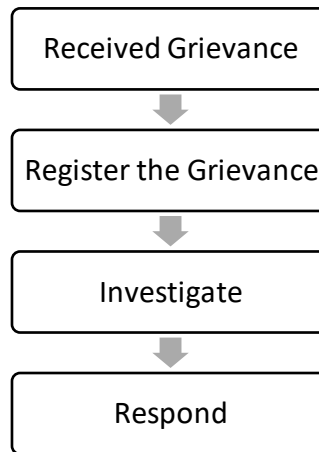 Received Grievance
Register the Grievance
Investigate
Respond